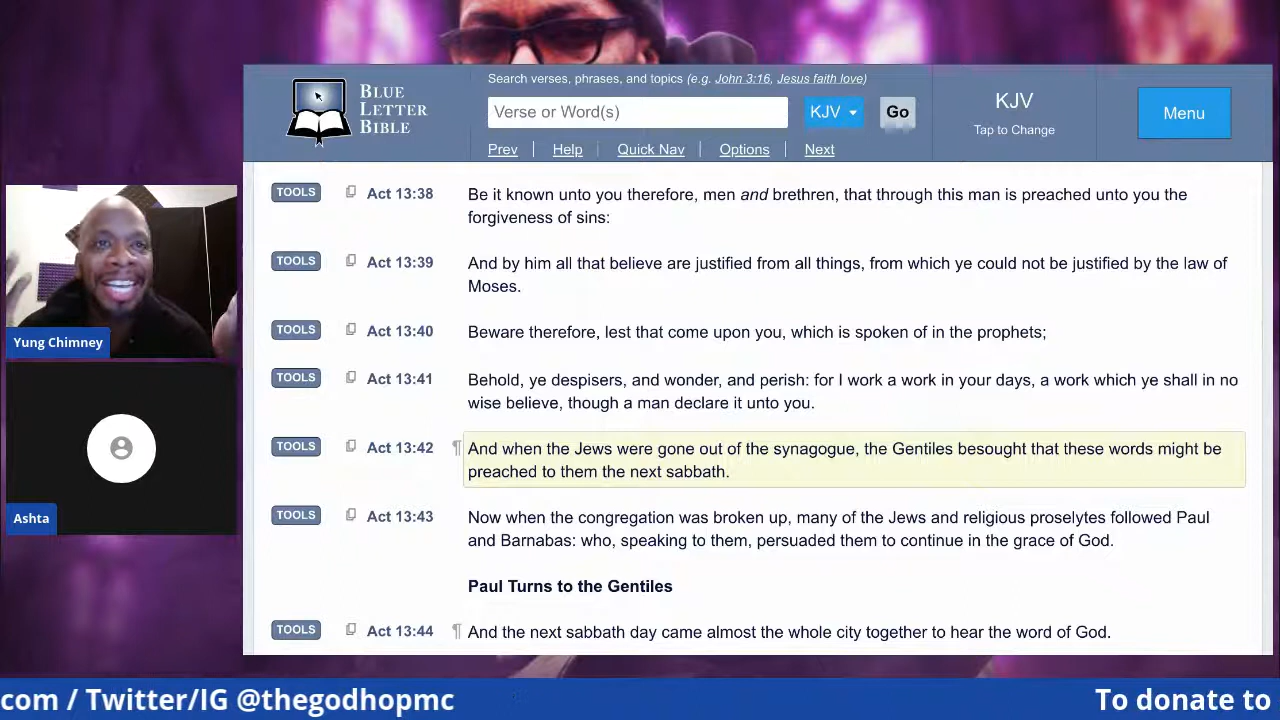 Search verses, phrases, and topics (e.g. John 3:16, Jesus faith love)
BLUE
LETTER
BIBLE
Verse or Word(s)
KJV
Go
KJV
Tap to Change
Menu
Prev
Help
Quick Nav
Options
Next
TOOLS Act 13:38 Be it known unto you therefore, men and brethren, that through this man is preached unto you the
forgiveness of sins:
TOOLS Act 13:39 And by him all that believe are justified from all things, from which ye could not be justified by the law of
Moses.
TOOLS Act 13:40 Beware therefore, lest that come upon you, which is spoken of in the prophets;
TOOLS Act 13:41 Behold, ye despisers, and wonder, and perish: for I work a work in your days, a work which ye shall in no
wise believe, though a man declare it unto you.
TOOLS Act 13:42 ¶ And when the Jews were gone out of the synagogue, the Gentiles besought that these words might be
preached to them the next sabbath.
TOOLS Act 13:43 Now when the congregation was broken up, many of the Jews and religious proselytes followed Paul
and Barnabas: who, speaking to them, persuaded them to continue in the grace of God.
Paul Turns to the Gentiles
TOOLS Act 13:44 ¶ And the next sabbath day came almost the whole city together to hear the word of God.
Yung Chimney
Ashta
com / Twitter/IG @thegodhopmc
To donate to